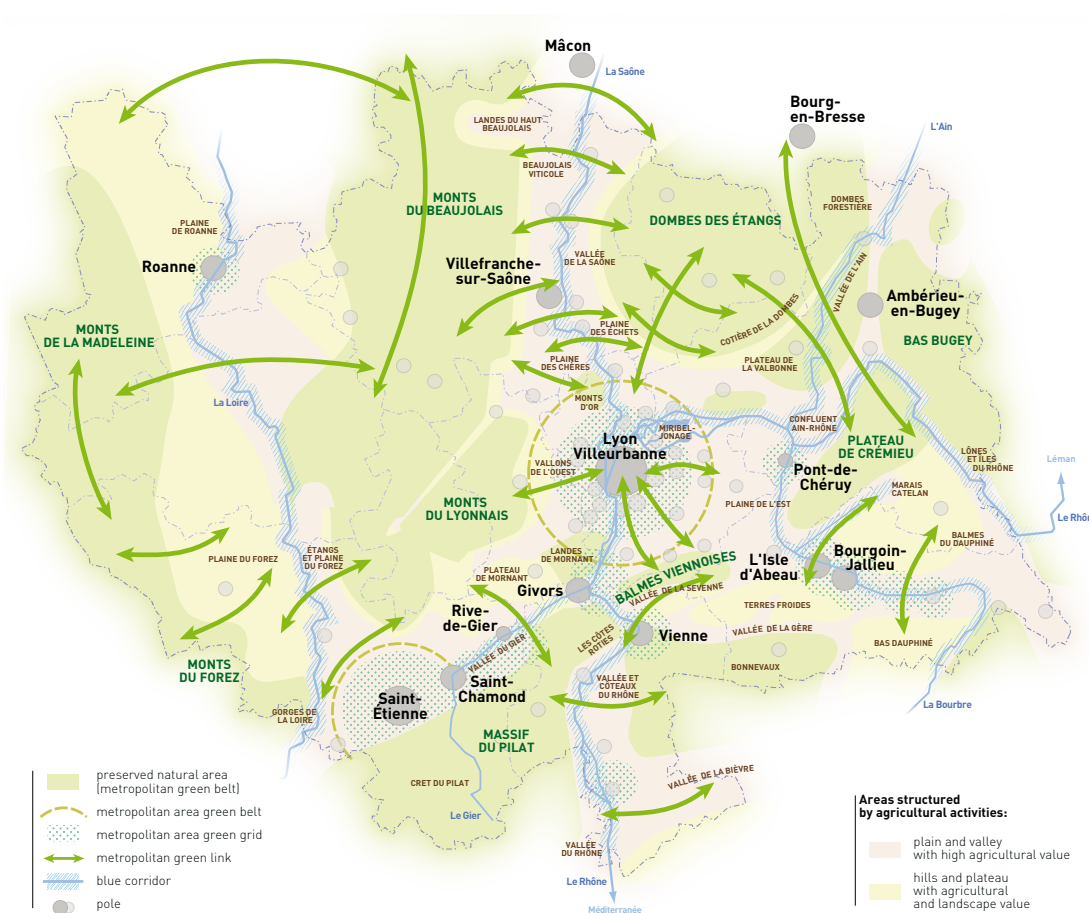 Mâcon
La Saône
Bourg-
en-Bresse
L'Ain
LANDES DU HAUT
BEAUJOLAIS
BEAUJOLAIS
VITICOLE
MONTS
DU BEAUJOLAIS
DOMBES
FORESTIÈRE
DOMBES DES ÉTANGS
PLAINE
DE ROANNE
Roanne
Villefranche-
sur-Saône
VALLÉE
DE LA SAÔNE
VALLÉE DE L'AIN
Ambérieu-
en-Bugey
MONTS
DE LA MADELEINE
PLAINE
DES ÉCHETS
COTIÈRE DE LA DOMBES
BAS BUGEY
PLAINE
DES CHÈRES
PLATEAU DE
LA VALBONNE
La Loire
MONTS
D'OR
MIRIBEL-
JONAGE
CONFLUENT
AIN-RHÔNE
Lyon
Villeurbanne
PLATEAU
DE CRÉMIEU
VALLONS
DE L'OUEST
Pont-de-
Chéruy
LÔNES
ET ÎLES
DU RHÔNE
Léman
MARAIS
CATELAN
MONTS
DU LYONNAIS
PLAINE DE L'EST
Le Rhône
BALMES
DU DAUPHINÉ
PLAINE DU FOREZ
ÉTANGS
ET PLAINE
DU FOREZ
LANDES
DE MORNANT
PLATEAU
DE MORNANT
BALMES VIENNOISES
VALLÉE DE LA SEVENNE
L'Isle
d'Abeau
Bourgoin-
Jallieu
Givors
TERRES FROIDES
Rive-
de-Gier
VALLÉE DU GIER
LES CÔTES
ROTIES
Vienne
VALLÉE DE LA GÈRE
BAS DAUPHINÉ
MONTS
DU FOREZ
BONNEVAUX
Saint-
Chamond
VALLÉE ET
CÔTEAUX
DU RHÔNE
Saint-
Étienne
GORGES DE
LA LOIRE
La Bourbre
MASSIF
DU PILAT
CRET DU PILAT
VALLÉE DE LA BIÈVRE
Le Gier
VALLÉE
DU RHÔNE
Le Rhône
Méditerranée
preserved natural area
(metropolitan green belt)
metropolitan area green belt
metropolitan area green grid
metropolitan green link
blue corridor
pole
Areas structured
by agricultural activities:
plain and valley
with high agricultural value
hills and plateau
with agricultural
and landscape value